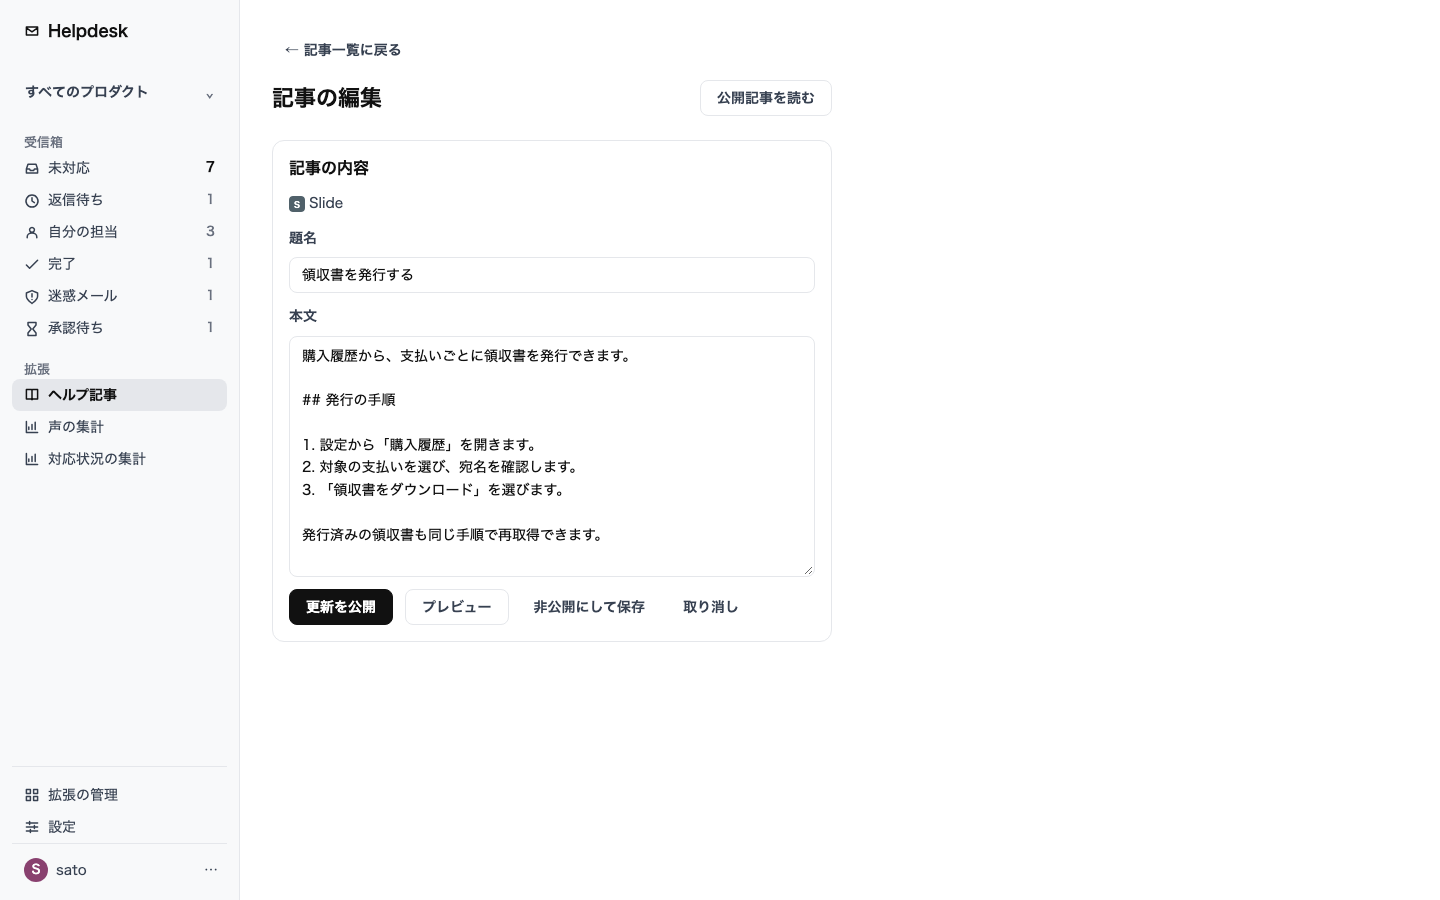 Helpdesk
すべてのプロダクト
受信箱
未対応 7
返信待ち 1
自分の担当 3
完了 1
迷惑メール 1
承認待ち 1
拡張
ヘルプ記事
声の集計
対応状況の集計
拡張の管理
設定
S sato ...
← 記事一覧に戻る
記事の編集
公開記事を読む
記事の内容
S Slide
題名
領収書を発行する
本文
購入履歴から、支払いごとに領収書を発行できます。
## 発行の手順
1. 設定から「購入履歴」を開きます。
2. 対象の支払いを選び、宛名を確認します。
3. 「領収書をダウンロード」を選びます。
発行済みの領収書も同じ手順で再取得できます。
更新を公開 プレビュー 非公開にして保存 取り消し